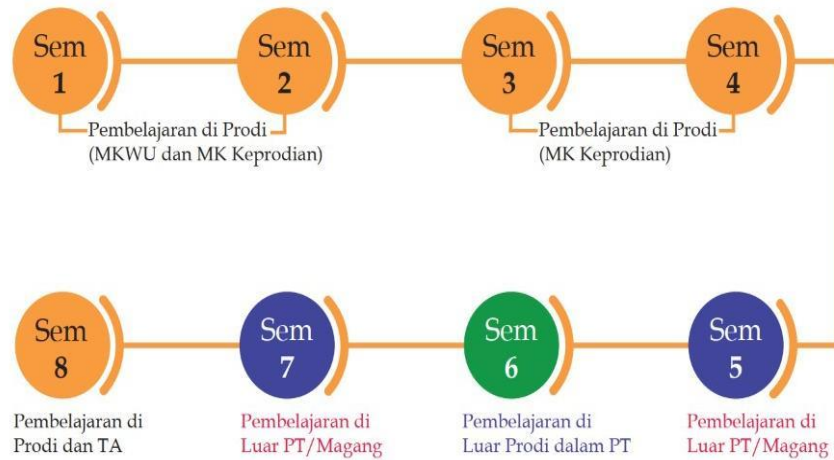 Sem
1
Sem
2
Sem
3
Sem
4
Pembelajaran di Prodi
(MKWU dan MK Keprodian)
Pembelajaran di Prodi
(MK Keprodian)
Sem
8
Sem
7
Sem
6
Sem
5
Pembelajaran di
Prodi dan TA
Pembelajaran di
Luar PT/Magang
Pembelajaran di
Luar Prodi dalam PT
Pembelajaran di
Luar PT/Magang